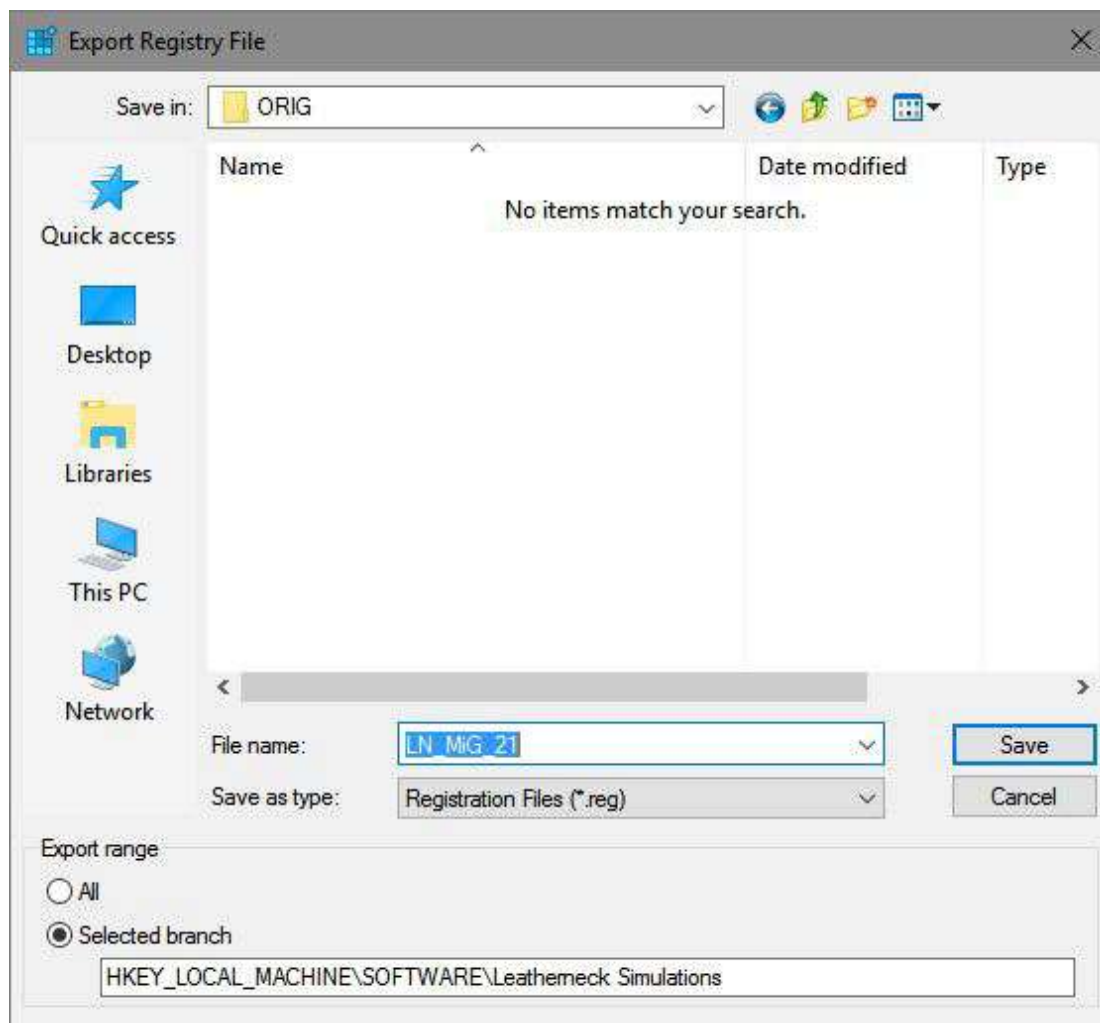 Export Registry File
Save in: ORIG
Name Date modified Type
No items match your search.
Quick access
Desktop
Libraries
This PC
Network
File name: LN_MiG_21 Save
Save as type: Registration Files (*.reg) Cancel
Export range
All
Selected branch
HKEY_LOCAL_MACHINE\SOFTWARE\Leatherneck Simulations